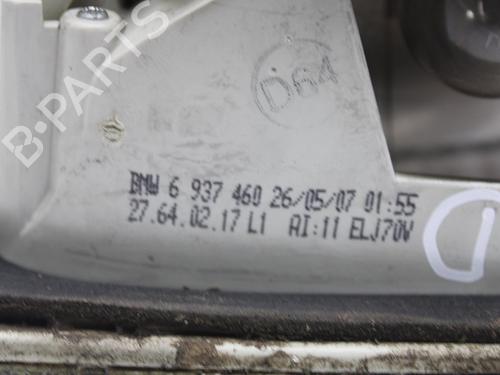 B-PARTS
D64
BMW 6 937 460 26/05/07 01:55
27.64.02.17 L1 AI:11 ELJ70V
D